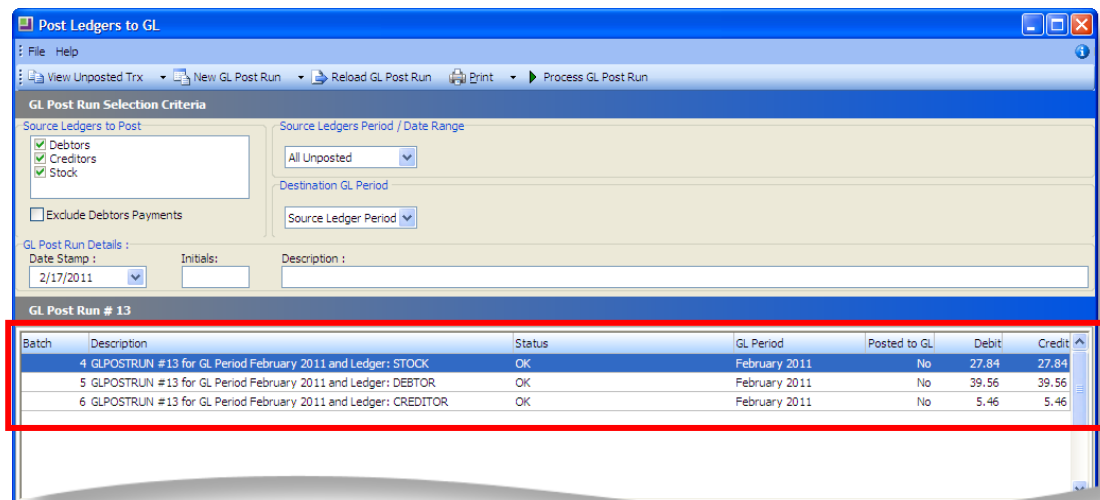 Post Ledgers to GL
File Help
View Unposted Trx New GL Post Run Reload GL Post Run Print Process GL Post Run
GL Post Run Selection Criteria
Source Ledgers to Post Source Ledgers Period / Date Range
Debtors
Creditors
Stock
All Unposted
Destination GL Period
Exclude Debtors Payments
Source Ledger Period
GL Post Run Details :
Date Stamp : Initials: Description :
2/17/2011
GL Post Run # 13
Batch Description Status GL Period Posted to GL Debit Credit
4 GLPOSTRUN #13 for GL Period February 2011 and Ledger: STOCK OK February 2011 No 27.84 27.84
5 GLPOSTRUN #13 for GL Period February 2011 and Ledger: DEBTOR OK February 2011 No 39.56 39.56
6 GLPOSTRUN #13 for GL Period February 2011 and Ledger: CREDITOR OK February 2011 No 5.46 5.46